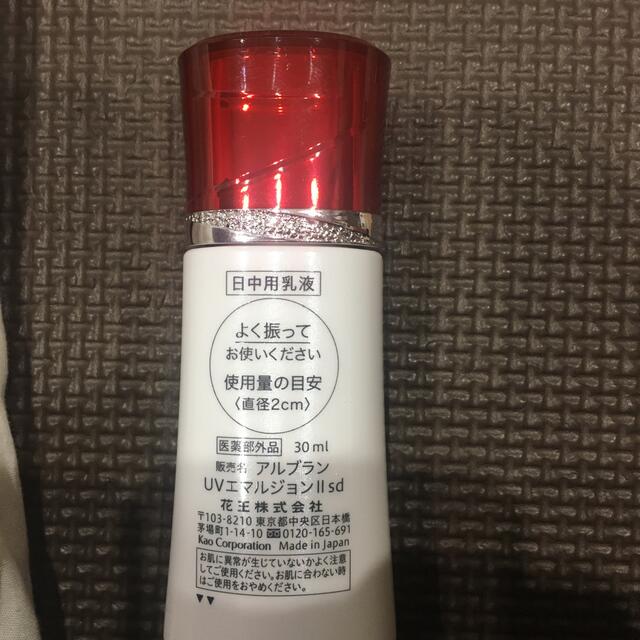 日中用乳液
よく振って
お使いください
使用量の目安
〈直径2cm〉
医薬部外品 30ml
販売名 アルブラン
UVエマルジョンIIsd
花王株式会社
〒103-8210 東京都中央区日本橋
茅場町1-14-10 0120-165-691
Kao Corporation Made in Japan
お肌に異常が生じていないかよく注意
してご使用ください。お肌に合わない時
はご使用をおやめください。
▼▼